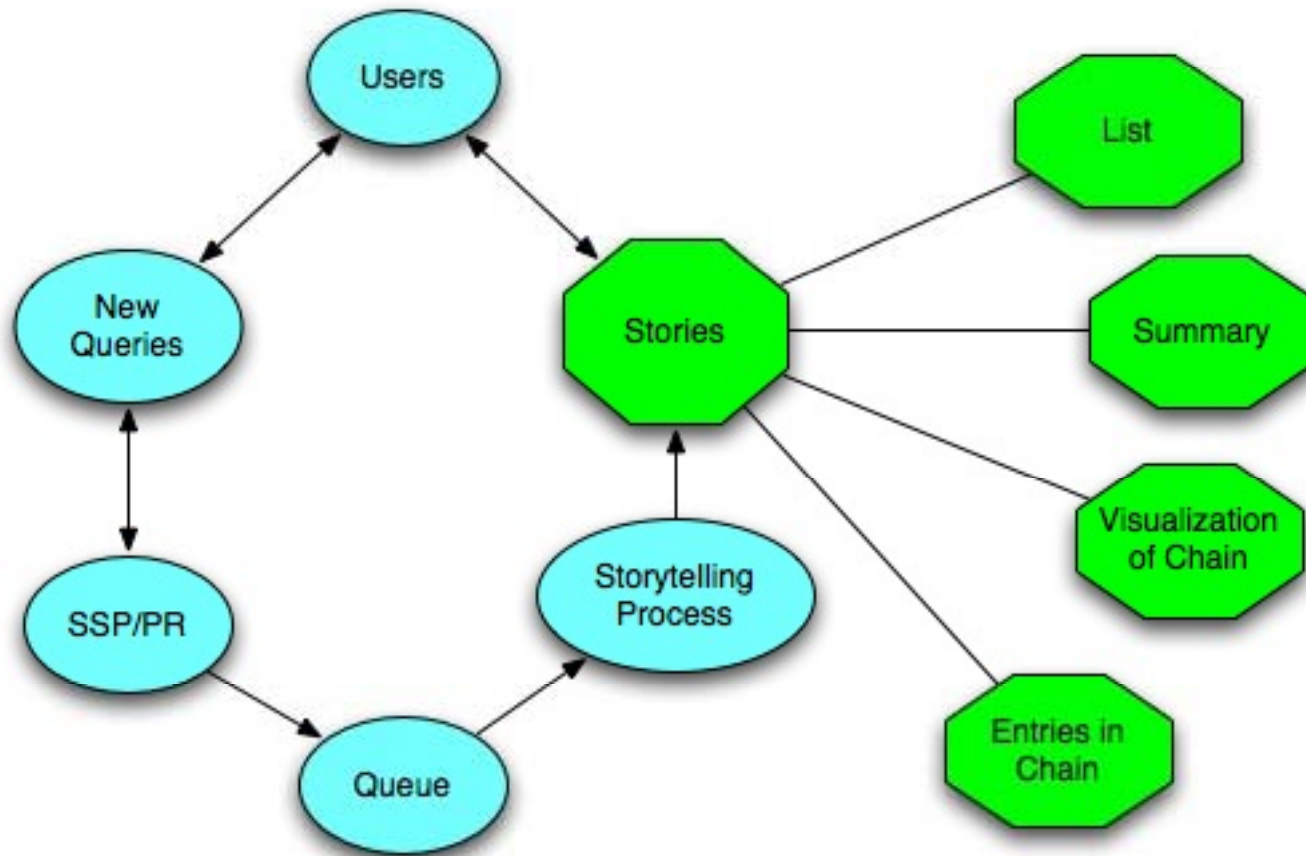 Users
List
New
Queries
Stories
Summary
Visualization
of Chain
Storytelling
Process
SSP/PR
Entries in
Chain
Queue